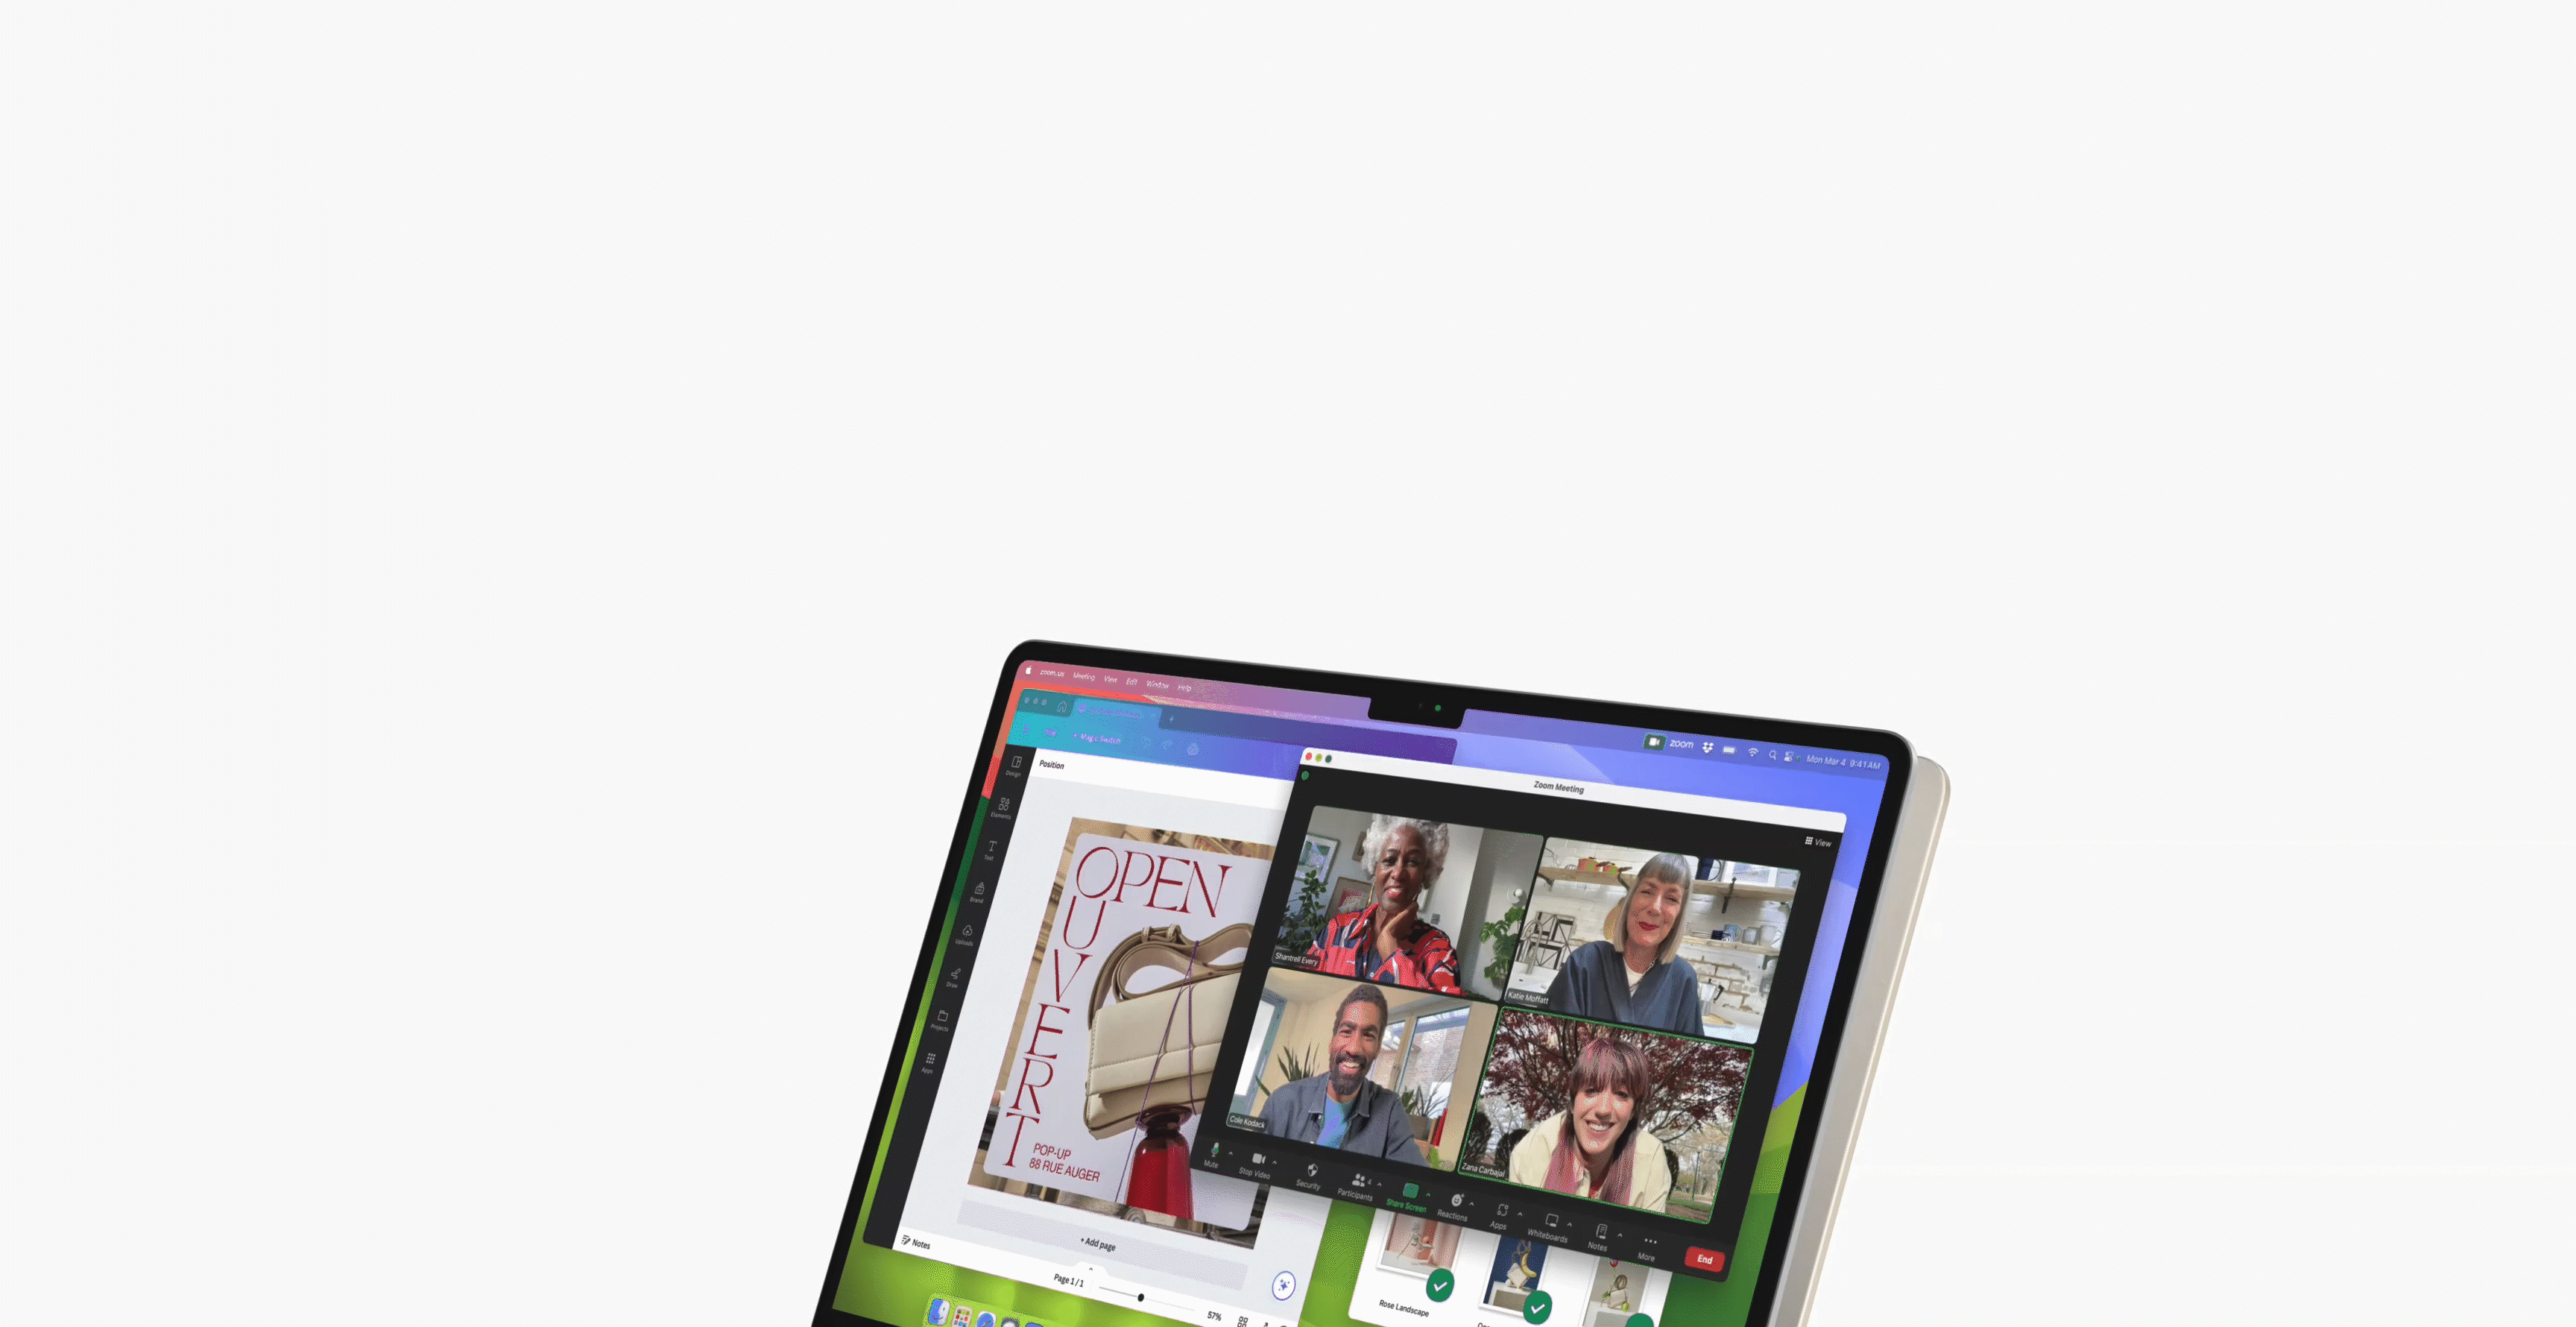 zoom.us Meeting View Edit Window Help
zoom Mon Mar 4 9:41 AM
Magic Switch
Design
Elements
Text
Brand
Uploads
Draw
Projects
Apps
Position
OPEN
OUVERT
POP-UP
88 RUE AUGER
+ Add page
Notes
Page 1 / 1
57%
Zoom Meeting
View
Shantrell Every
Katie Moffatt
Cole Kodack
Zana Carbajal
Mute
Stop Video
Security
Participants
4
Share Screen
Reactions
Apps
Whiteboards
Notes
More
End
Rose Landscape